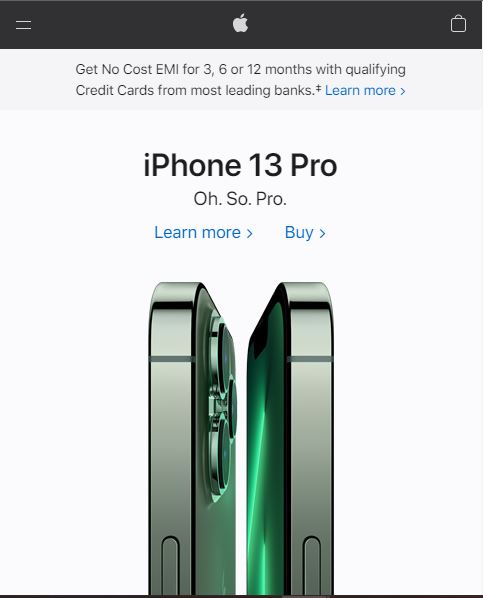 Get No Cost EMI for 3, 6 or 12 months with qualifying
Credit Cards from most leading banks.‡ Learn more >
iPhone 13 Pro
Oh. So. Pro.
Learn more > Buy >